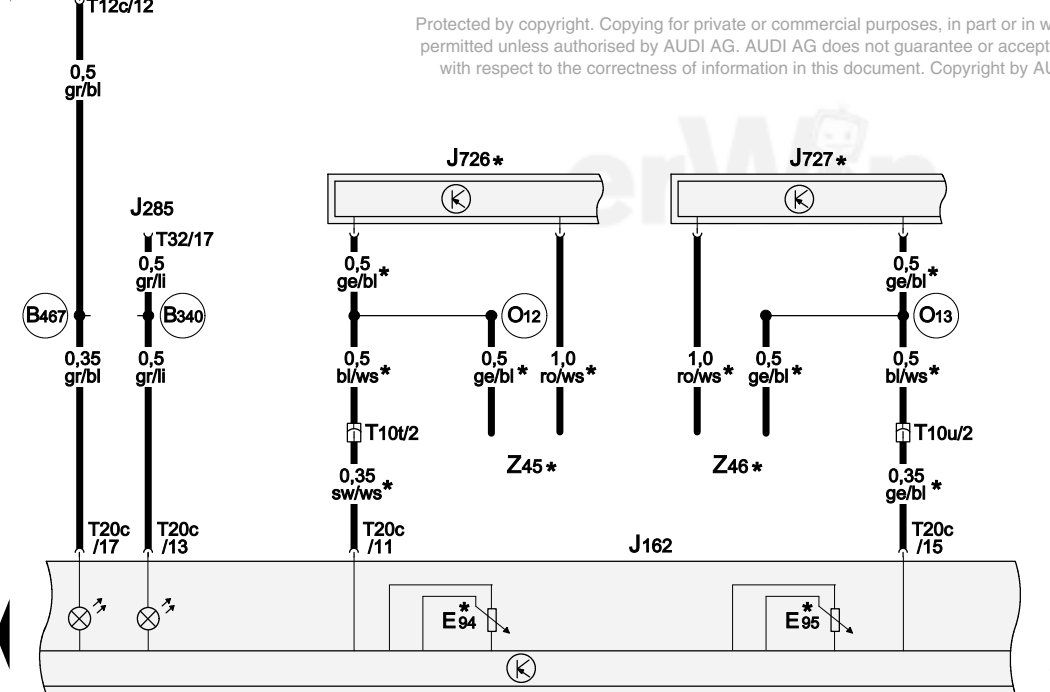 T12c/12
Protected by copyright. Copying for private or commercial purposes, in part or in w
permitted unless authorised by AUDI AG. AUDI AG does not guarantee or accept
with respect to the correctness of information in this document. Copyright by AU
0,5
gr/bl
erWin
J726*
J727*
J285
T32/17
0,5
gr/li
0,5
ge/bl*
0,5
ge/bl*
B467
B340
O12
O13
0,35
gr/bl
0,5
gr/li
0,5
bl/ws*
0,5
ge/bl*
1,0
ro/ws*
1,0
ro/ws*
0,5
ge/bl*
0,5
bl/ws*
T10t/2
T10u/2
Z45*
Z46*
0,35
sw/ws*
0,35
ge/bl*
T20c
/17
T20c
/13
T20c
/11
J162
T20c
/15
E94*
E95*